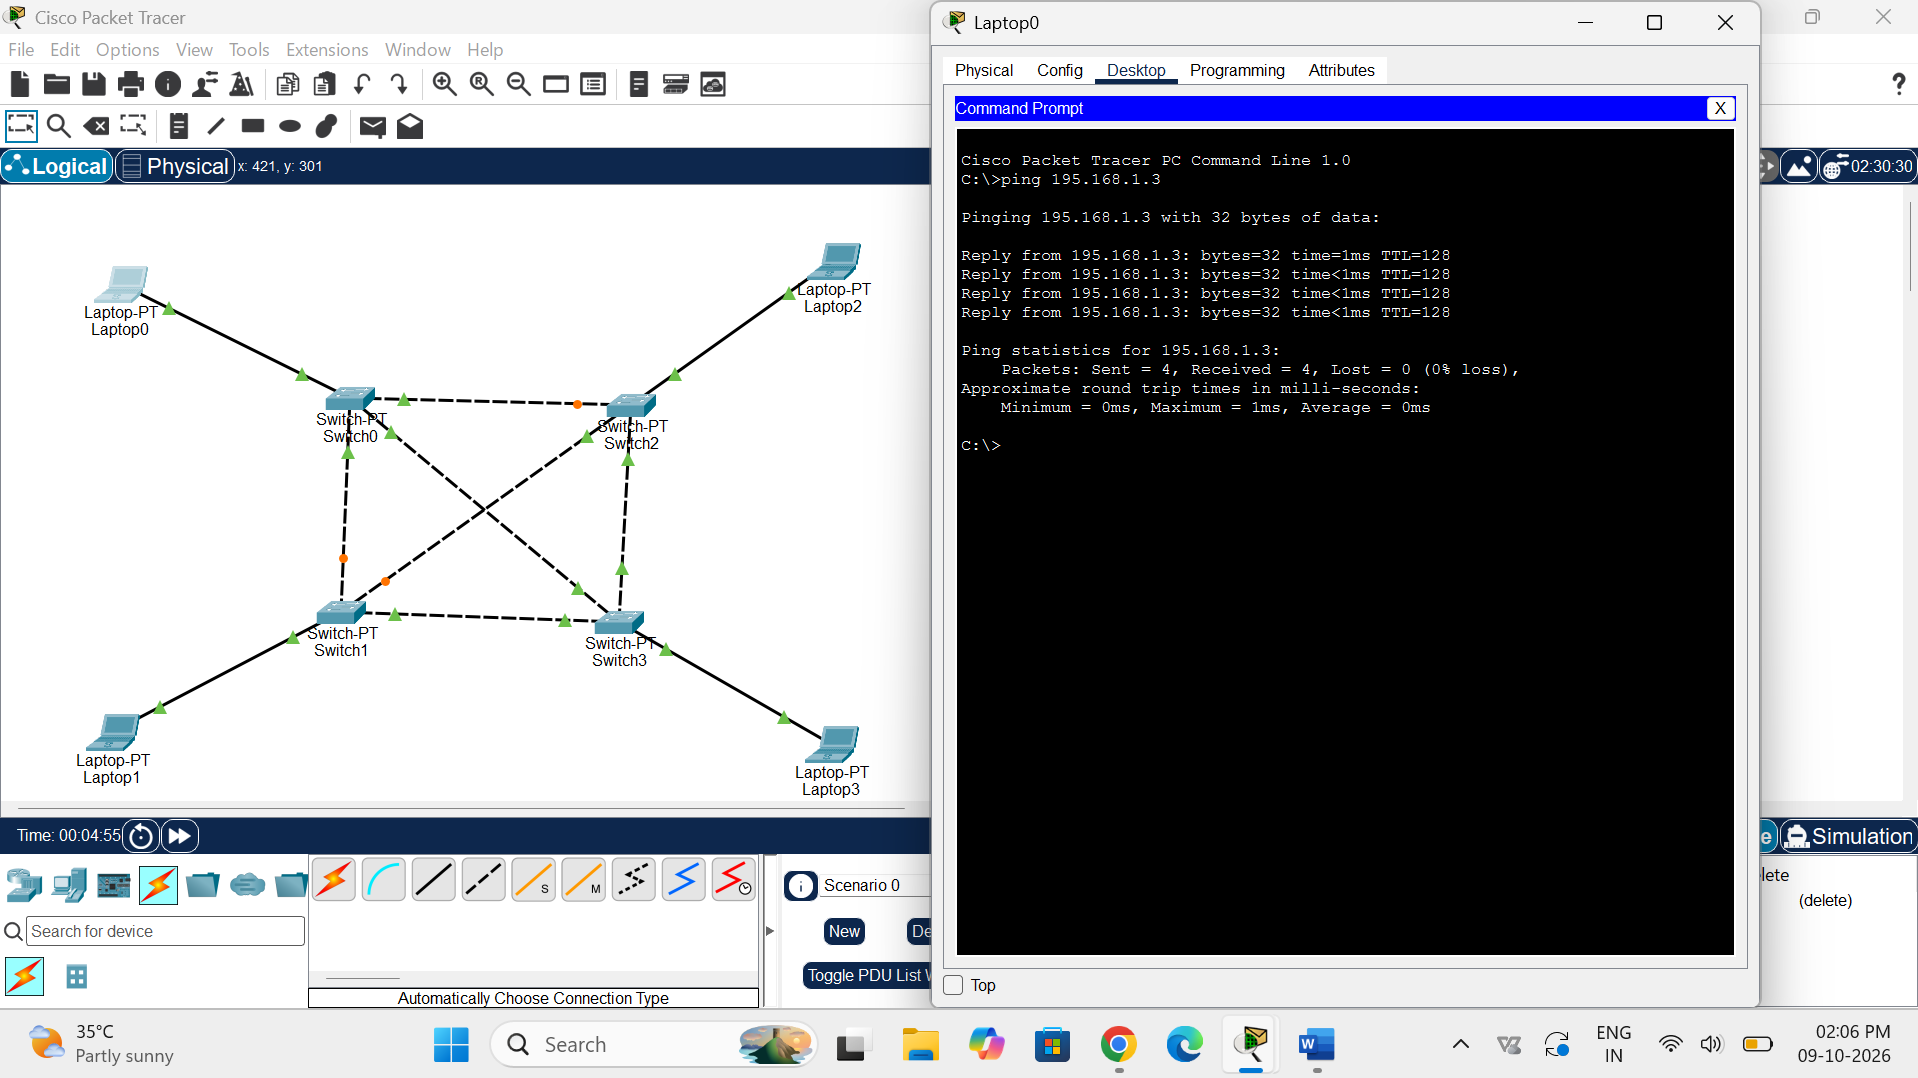 Cisco Packet Tracer
File Edit Options View Tools Extensions Window Help
Logical Physical x: 421, y: 301
02:30:30
Laptop-PT
Laptop0
Laptop-PT
Laptop2
Switch-PT
Switch0
Switch-PT
Switch2
Switch-PT
Switch1
Switch-PT
Switch3
Laptop-PT
Laptop1
Laptop-PT
Laptop3
Time: 00:04:55
Simulation
Search for device
S
M
Automatically Choose Connection Type
Scenario 0
New
De
Toggle PDU List
lete
(delete)
Laptop0
Physical Config Desktop Programming Attributes
Command Prompt
X
Cisco Packet Tracer PC Command Line 1.0
C:\>ping 195.168.1.3
Pinging 195.168.1.3 with 32 bytes of data:
Reply from 195.168.1.3: bytes=32 time=1ms TTL=128
Reply from 195.168.1.3: bytes=32 time<1ms TTL=128
Reply from 195.168.1.3: bytes=32 time<1ms TTL=128
Reply from 195.168.1.3: bytes=32 time<1ms TTL=128
Ping statistics for 195.168.1.3:
Packets: Sent = 4, Received = 4, Lost = 0 (0% loss),
Approximate round trip times in milli-seconds:
Minimum = 0ms, Maximum = 1ms, Average = 0ms
C:\>
Top
35°C
Partly sunny
Search
ENG
IN
02:06 PM
09-10-2026